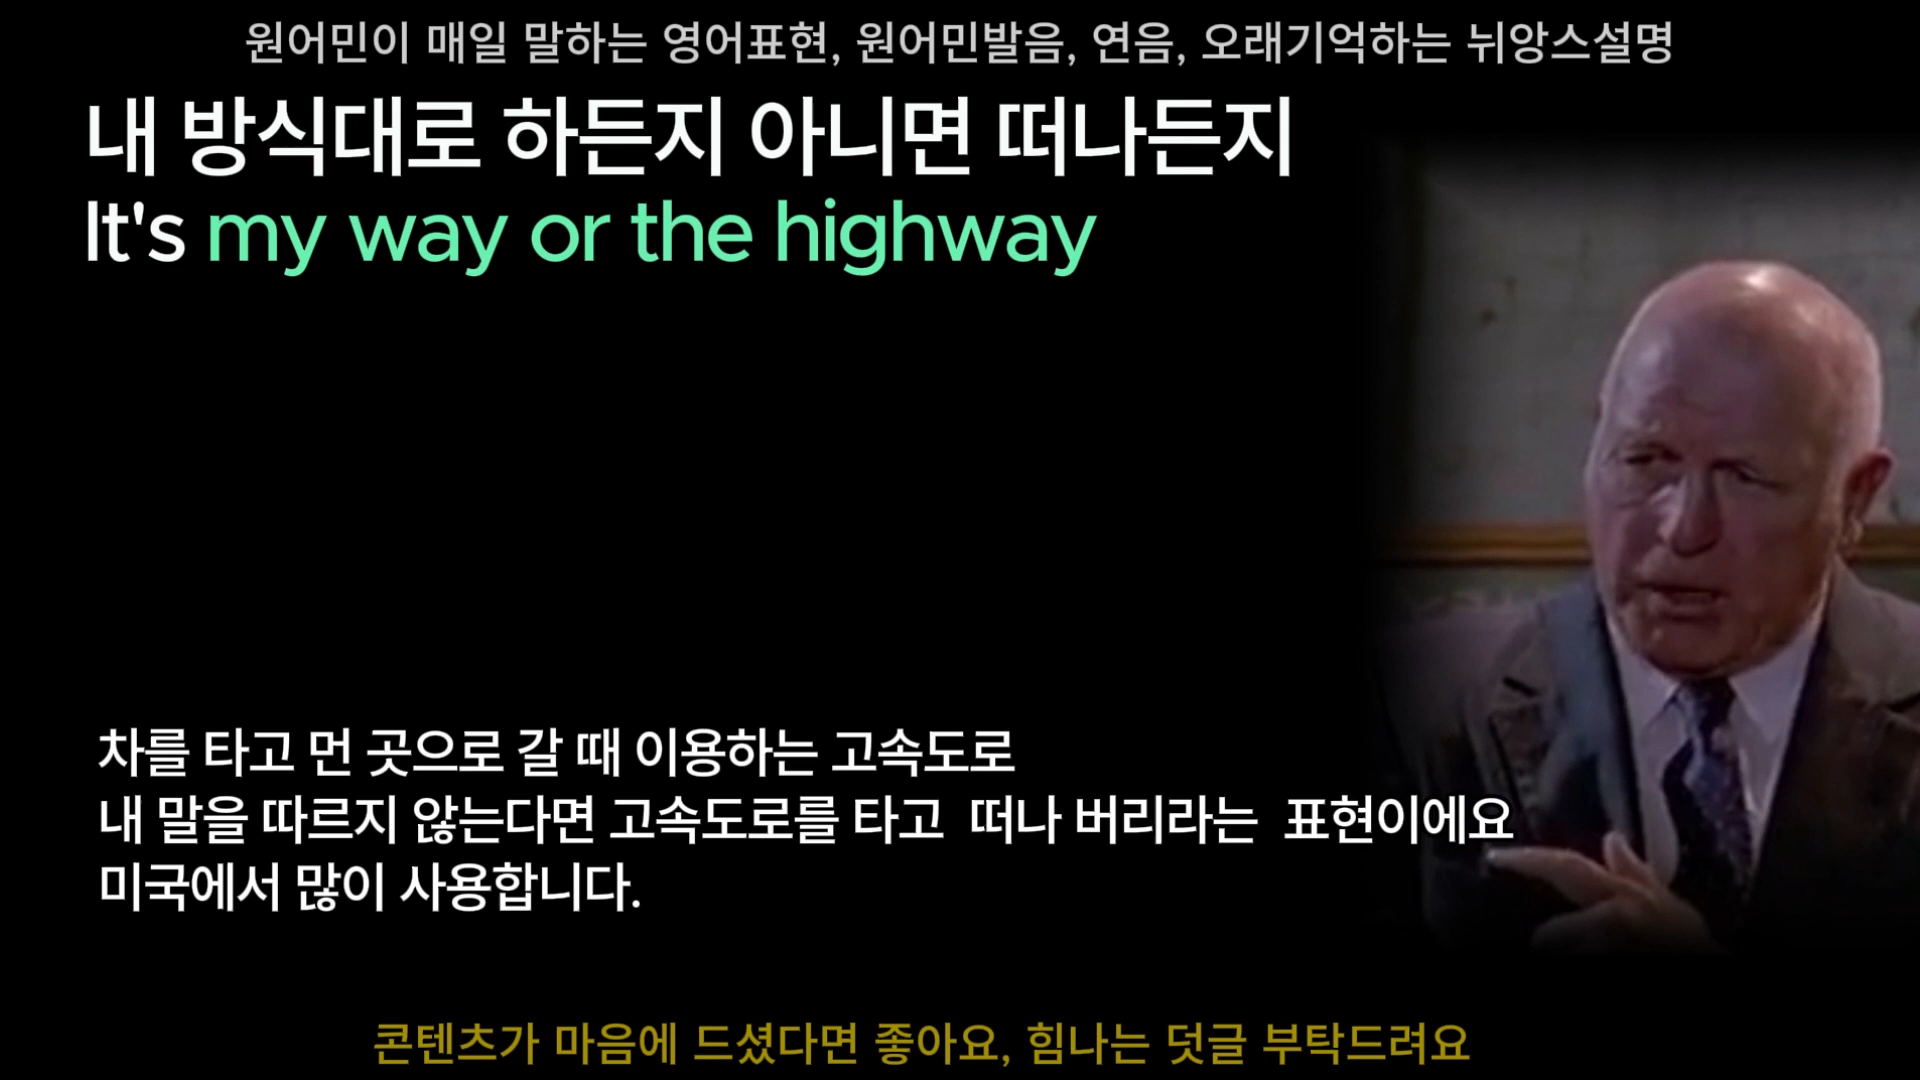 원어민이 매일 말하는 영어표현, 원어민발음, 연음, 오래기억하는 뉘앙스설명
내 방식대로 하든지 아니면 떠나든지
It's my way or the highway
차를 타고 먼 곳으로 갈 때 이용하는 고속도로
내 말을 따르지 않는다면 고속도로를 타고 떠나 버리라는 표현이에요
미국에서 많이 사용합니다.
콘텐츠가 마음에 드셨다면 좋아요, 힘나는 덧글 부탁드려요